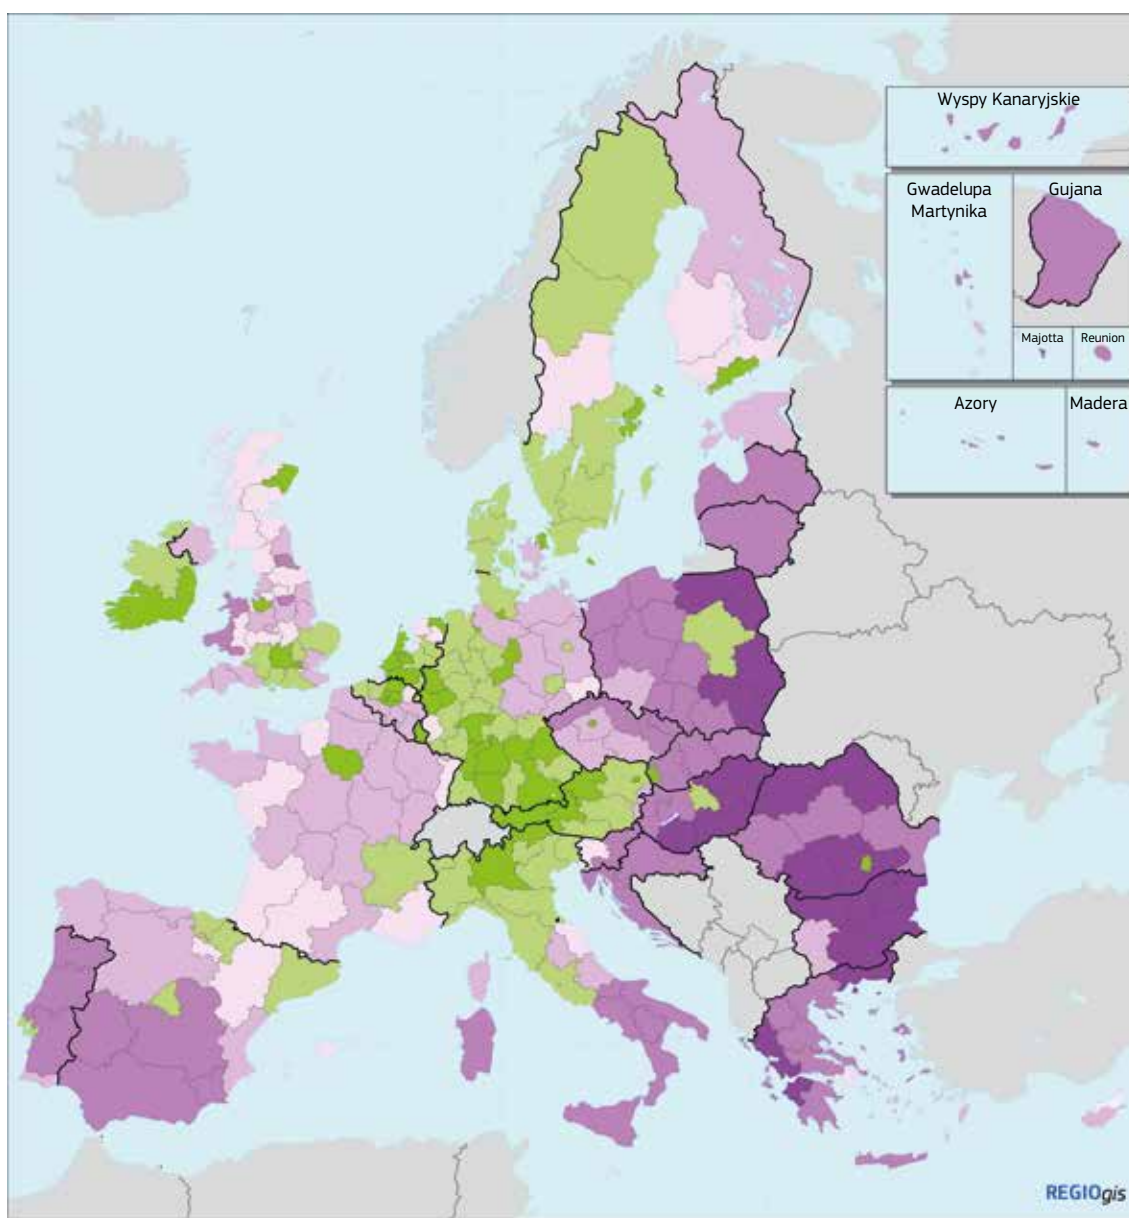 Wyspy Kanaryjskie
Gwadelupa
Martynika
Gujana
Majotta
Reunion
Azory
Madera
REGIOgis